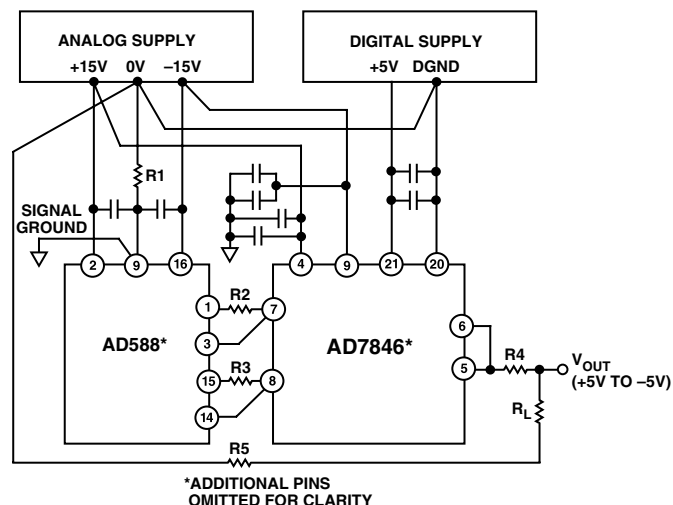 ANALOG SUPPLY
+15V 0V –15V
DIGITAL SUPPLY
+5V DGND
R1
SIGNAL
GROUND
2 9 16
4 9 21 20
AD588*
1 R2 7
3
15 R3 8
14
AD7846*
6
5
R4
VOUT
(+5V TO –5V)
RL
R5
*ADDITIONAL PINS
OMITTED FOR CLARITY